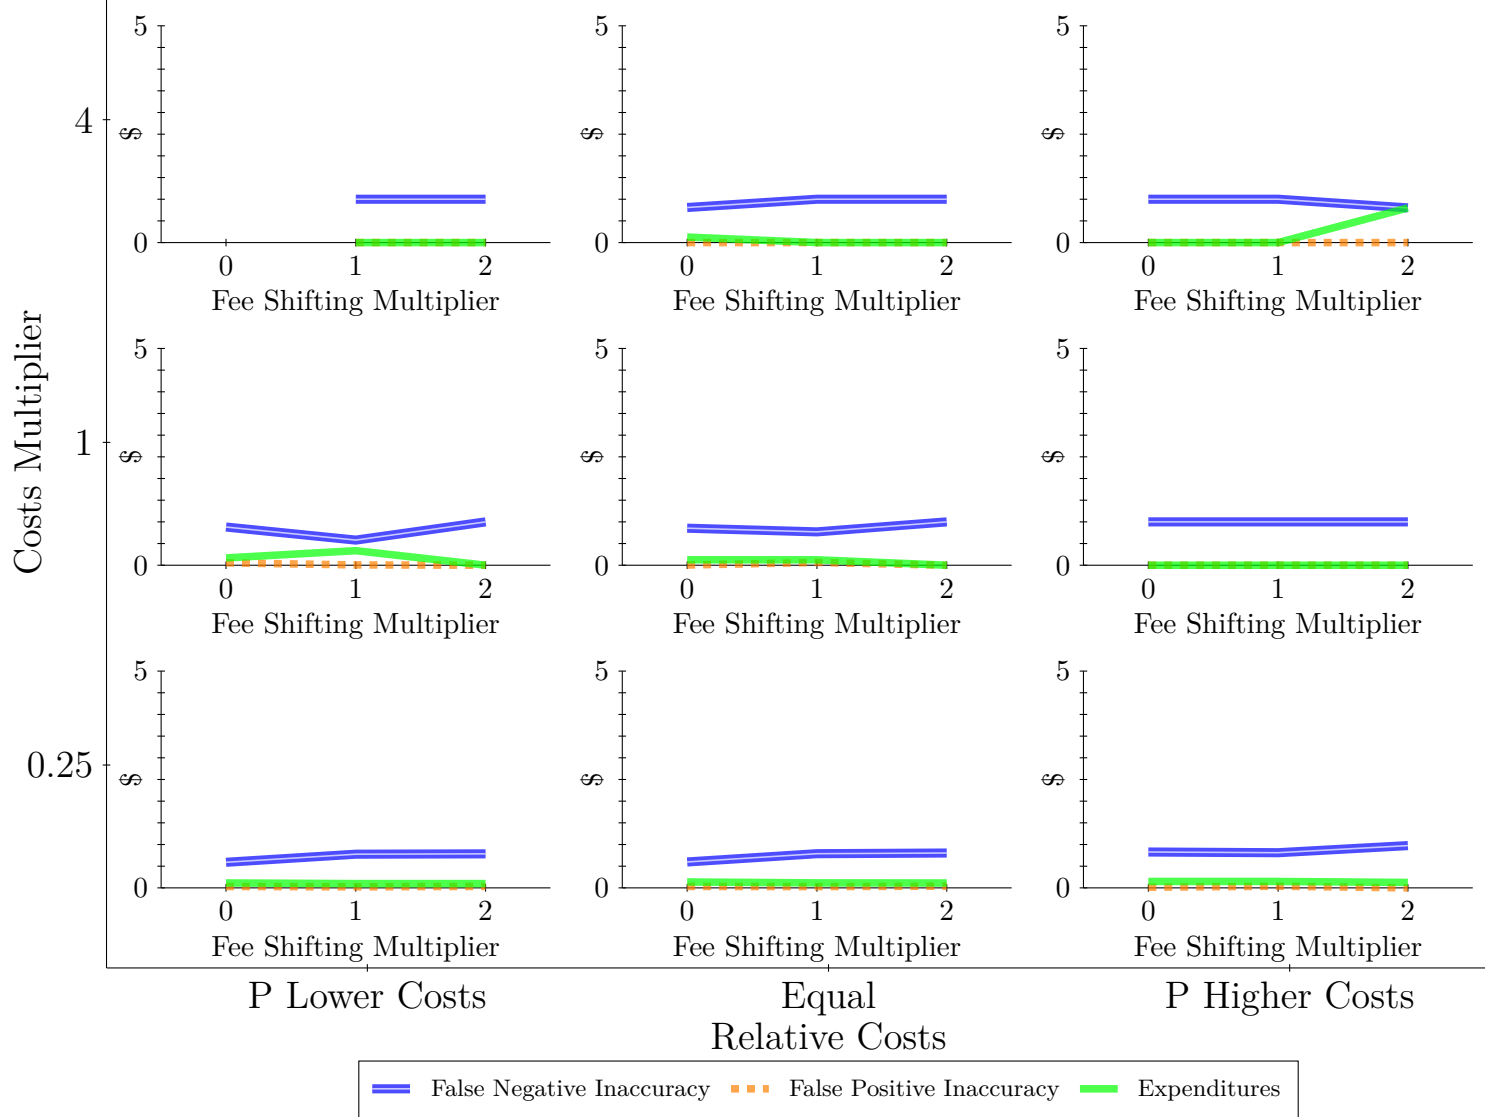 5 5 5
4 $ $ $
0 0 0
0 1 2 0 1 2 0 1 2
Fee Shifting Multiplier Fee Shifting Multiplier Fee Shifting Multiplier
Costs Multiplier
5 5 5
1 $ $ $
0 0 0
0 1 2 0 1 2 0 1 2
Fee Shifting Multiplier Fee Shifting Multiplier Fee Shifting Multiplier
5 5 5
0.25 $ $ $
0 0 0
0 1 2 0 1 2 0 1 2
Fee Shifting Multiplier Fee Shifting Multiplier Fee Shifting Multiplier
P Lower Costs Equal P Higher Costs
Relative Costs
False Negative Inaccuracy False Positive Inaccuracy Expenditures